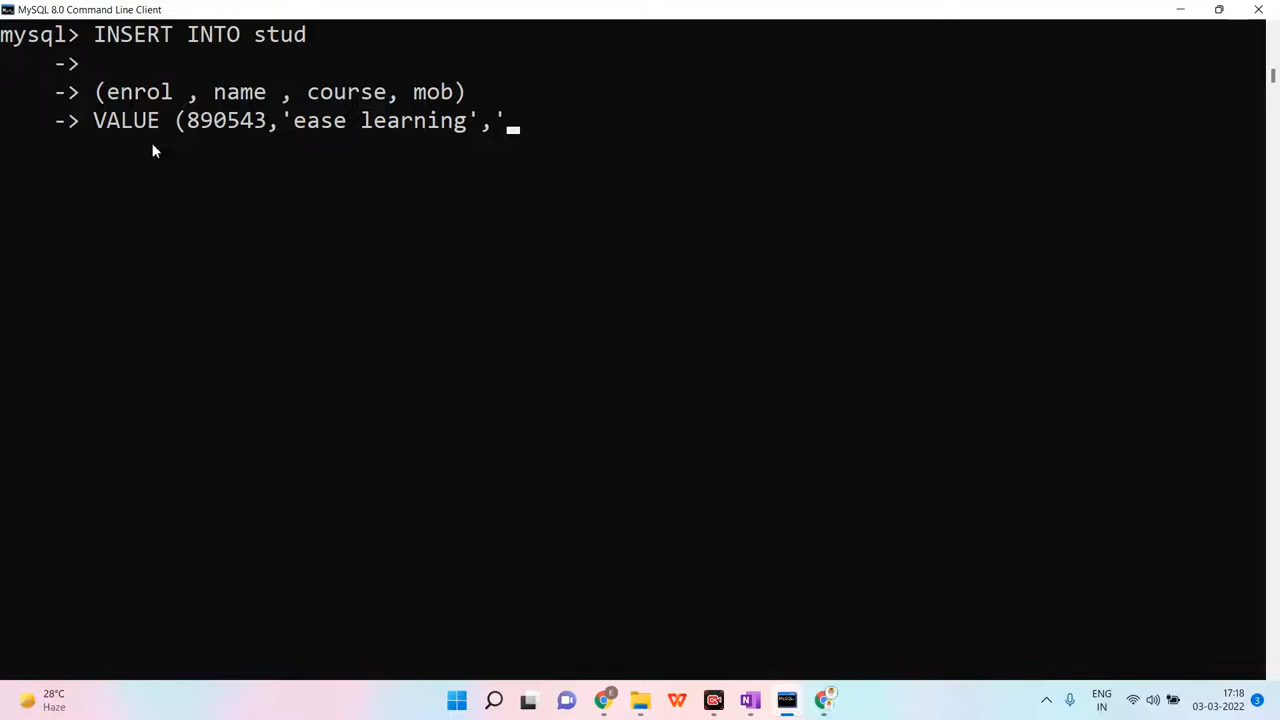 MySQL 8.0 Command Line Client
mysql> INSERT INTO stud
->
-> (enrol , name , course, mob)
-> VALUE (890543,'ease learning','
28°C
Haze
E
W
ENG
IN
17:18
03-03-2022
3